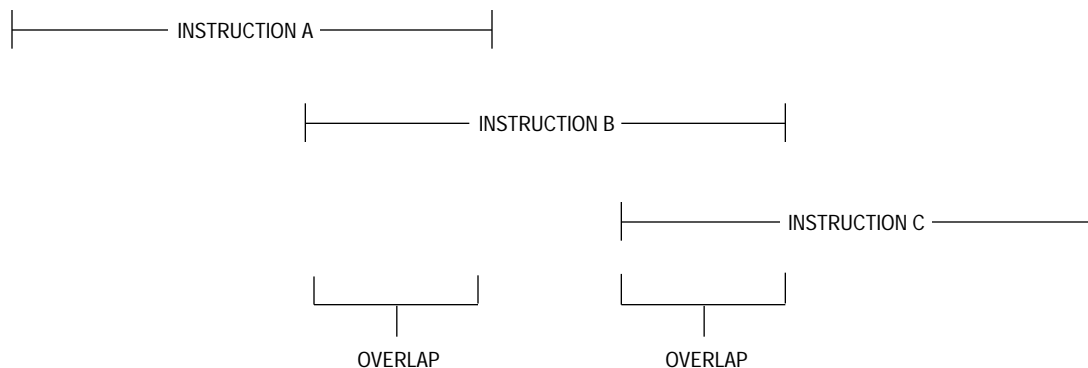 INSTRUCTION A
INSTRUCTION B
INSTRUCTION C
OVERLAP
OVERLAP